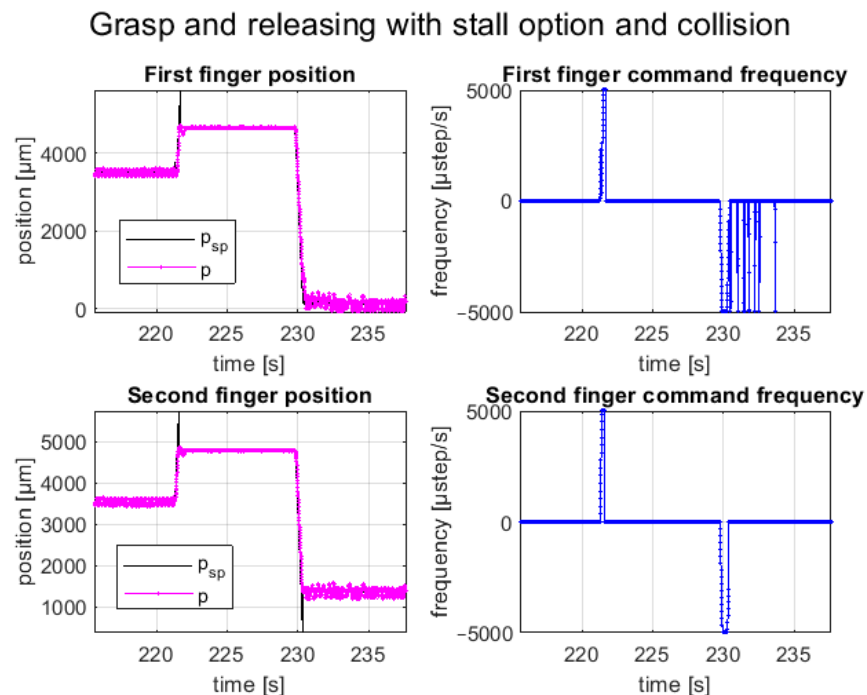 Grasp and releasing with stall option and collision
First finger position
position [µm]
4000
2000
0
p_sp
p
220
225
230
235
time [s]
First finger command frequency
frequency [µstep/s]
5000
0
−5000
220
225
230
235
time [s]
Second finger position
position [µm]
5000
4000
3000
2000
1000
p_sp
p
220
225
230
235
time [s]
Second finger command frequency
frequency [µstep/s]
5000
0
−5000
220
225
230
235
time [s]